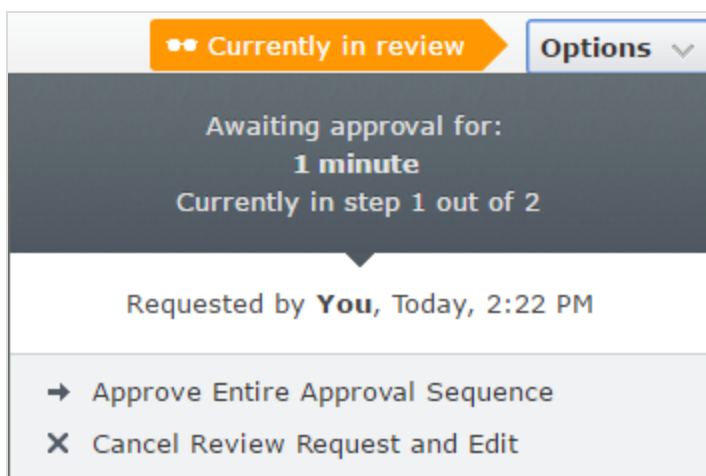 Currently in review
Options
Awaiting approval for:
1 minute
Currently in step 1 out of 2
Requested by You, Today, 2:22 PM
Approve Entire Approval Sequence
Cancel Review Request and Edit